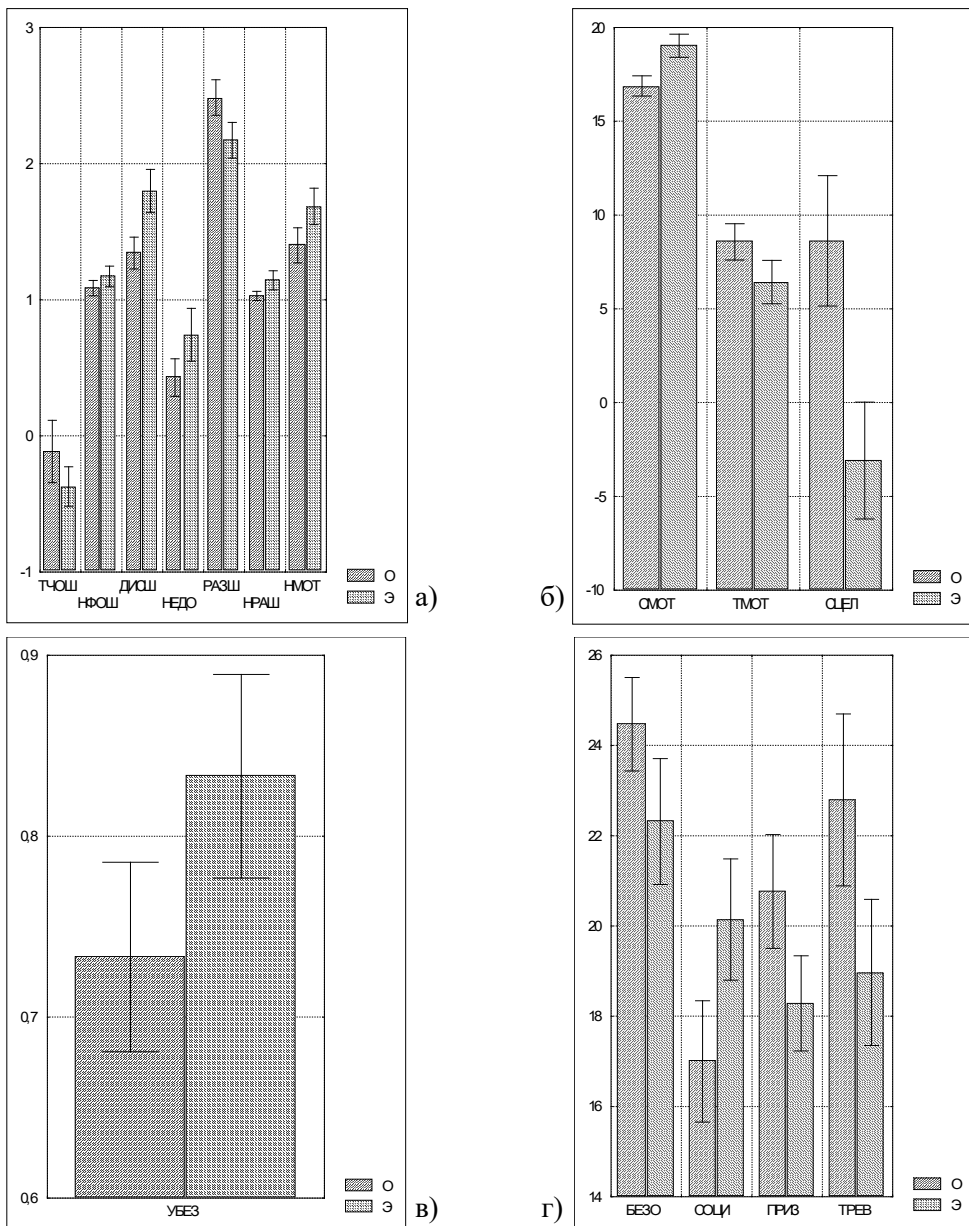 3
2
1
0
-1
ТЧОШ
ДИСШ
РАЗШ
НМОТ
НФОШ
НЕДО
НРАШ
О
Э
а)
20
15
10
5
0
-5
-10
СМОТ
ТМОТ
СЦЕЛ
О
Э
б)
0,9
0,8
0,7
0,6
УБЕЗ
О
Э
в)
26
24
22
20
18
16
14
БЕЗО
СОЦИ
ПРИЗ
ТРЕВ
О
Э
г)